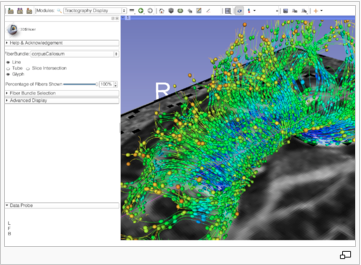 Modules: Tractography Display
3DSlicer
Help & Acknowledgement
FiberBundle: corpusCallosum
Line
Tube Slice Intersection
Glyph
Percentage of Fibers Shown 100%
Fiber Bundle Selection
Advanced Display
R
Data Probe
L
F
B